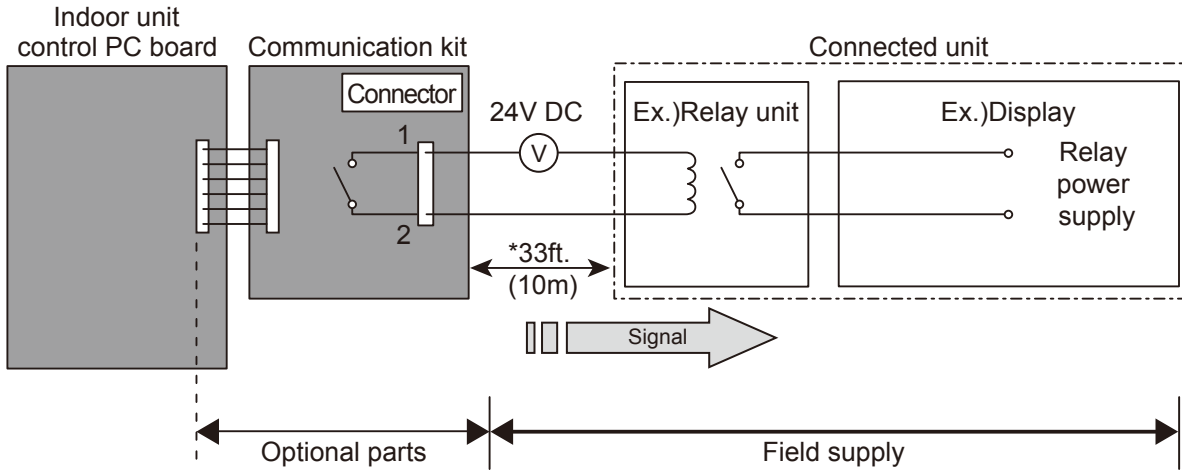 Indoor unit
control PC board
Communication kit
Connected unit
Connector
1
2
24V DC
V
Ex.)Relay unit
Ex.)Display
Relay
power
supply
*33ft.
(10m)
Signal
Optional parts
Field supply